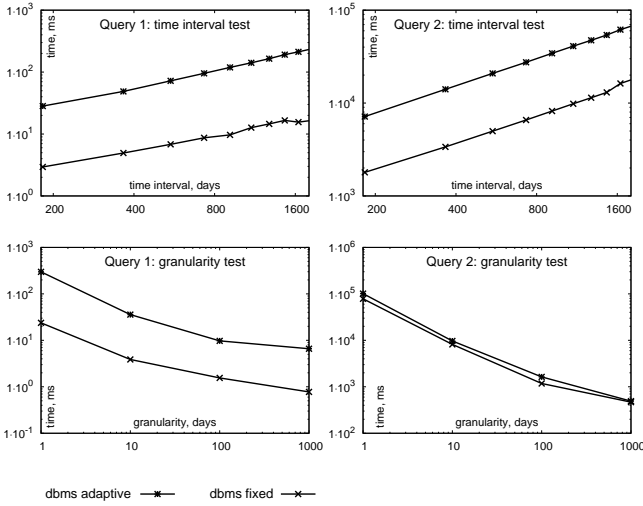 Query 1: time interval test
time, ms
1·10³
1·10²
1·10¹
1·10⁰
time interval, days
200 400 800 1600
Query 2: time interval test
time, ms
1·10⁵
1·10⁴
1·10³
time interval, days
200 400 800 1600
Query 1: granularity test
1·10³
1·10²
1·10¹
1·10⁰
1·10⁻¹
time, ms
granularity, days
1 10 100 1000
Query 2: granularity test
1·10⁶
1·10⁵
1·10⁴
1·10³
1·10²
time, ms
granularity, days
1 10 100 1000
dbms adaptive
dbms fixed